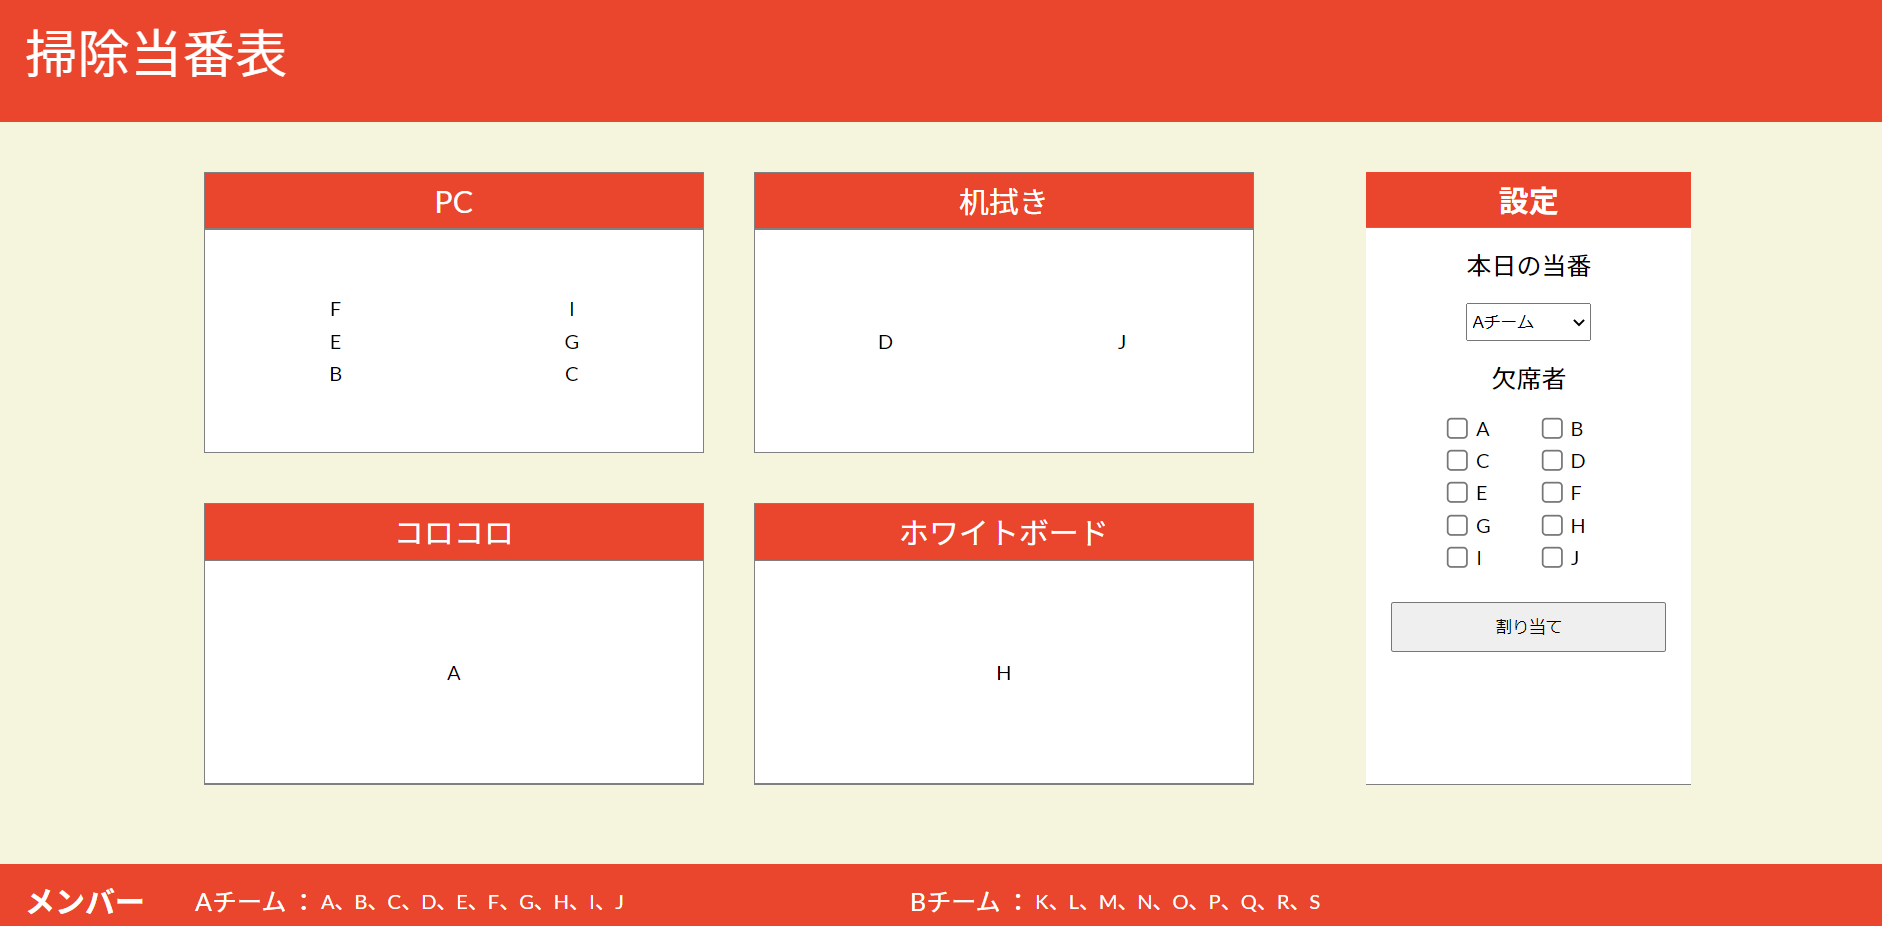 掃除当番表
PC
F I
E G
B C
机拭き
D J
コロコロ
A
ホワイトボード
H
設定
本日の当番
Aチーム
欠席者
A B
C D
E F
G H
I J
割り当て
メンバー Aチーム : A、B、C、D、E、F、G、H、I、J Bチーム : K、L、M、N、O、P、Q、R、S